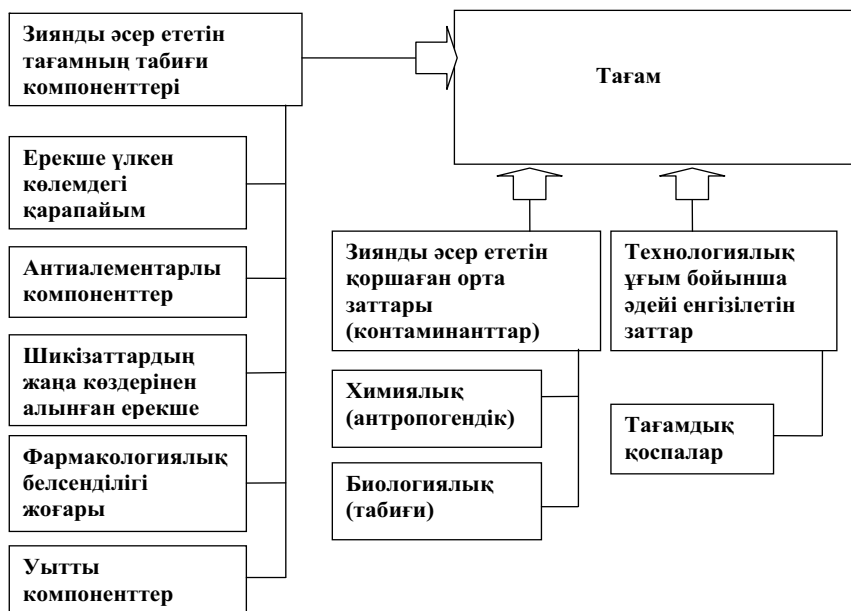 Зиянды әсер ететін
тағамның табиғи
компоненттері
Тағам
Ерекше үлкен
көлемдегі
қарапайым
Антиалементарлы
компоненттер
Шикізаттардың
жаңа көздерінен
алынған ерекше
Фармакологиялық
белсенділігі
жоғары
Уытты
компоненттер
Зиянды әсер ететін
қоршаған орта
заттары
(контаминанттар)
Химиялық
(антропогендік)
Биологиялық
(табиғи)
Технологиялық
ұғым бойынша
әдейі енгізілетін
заттар
Тағамдық
қоспалар